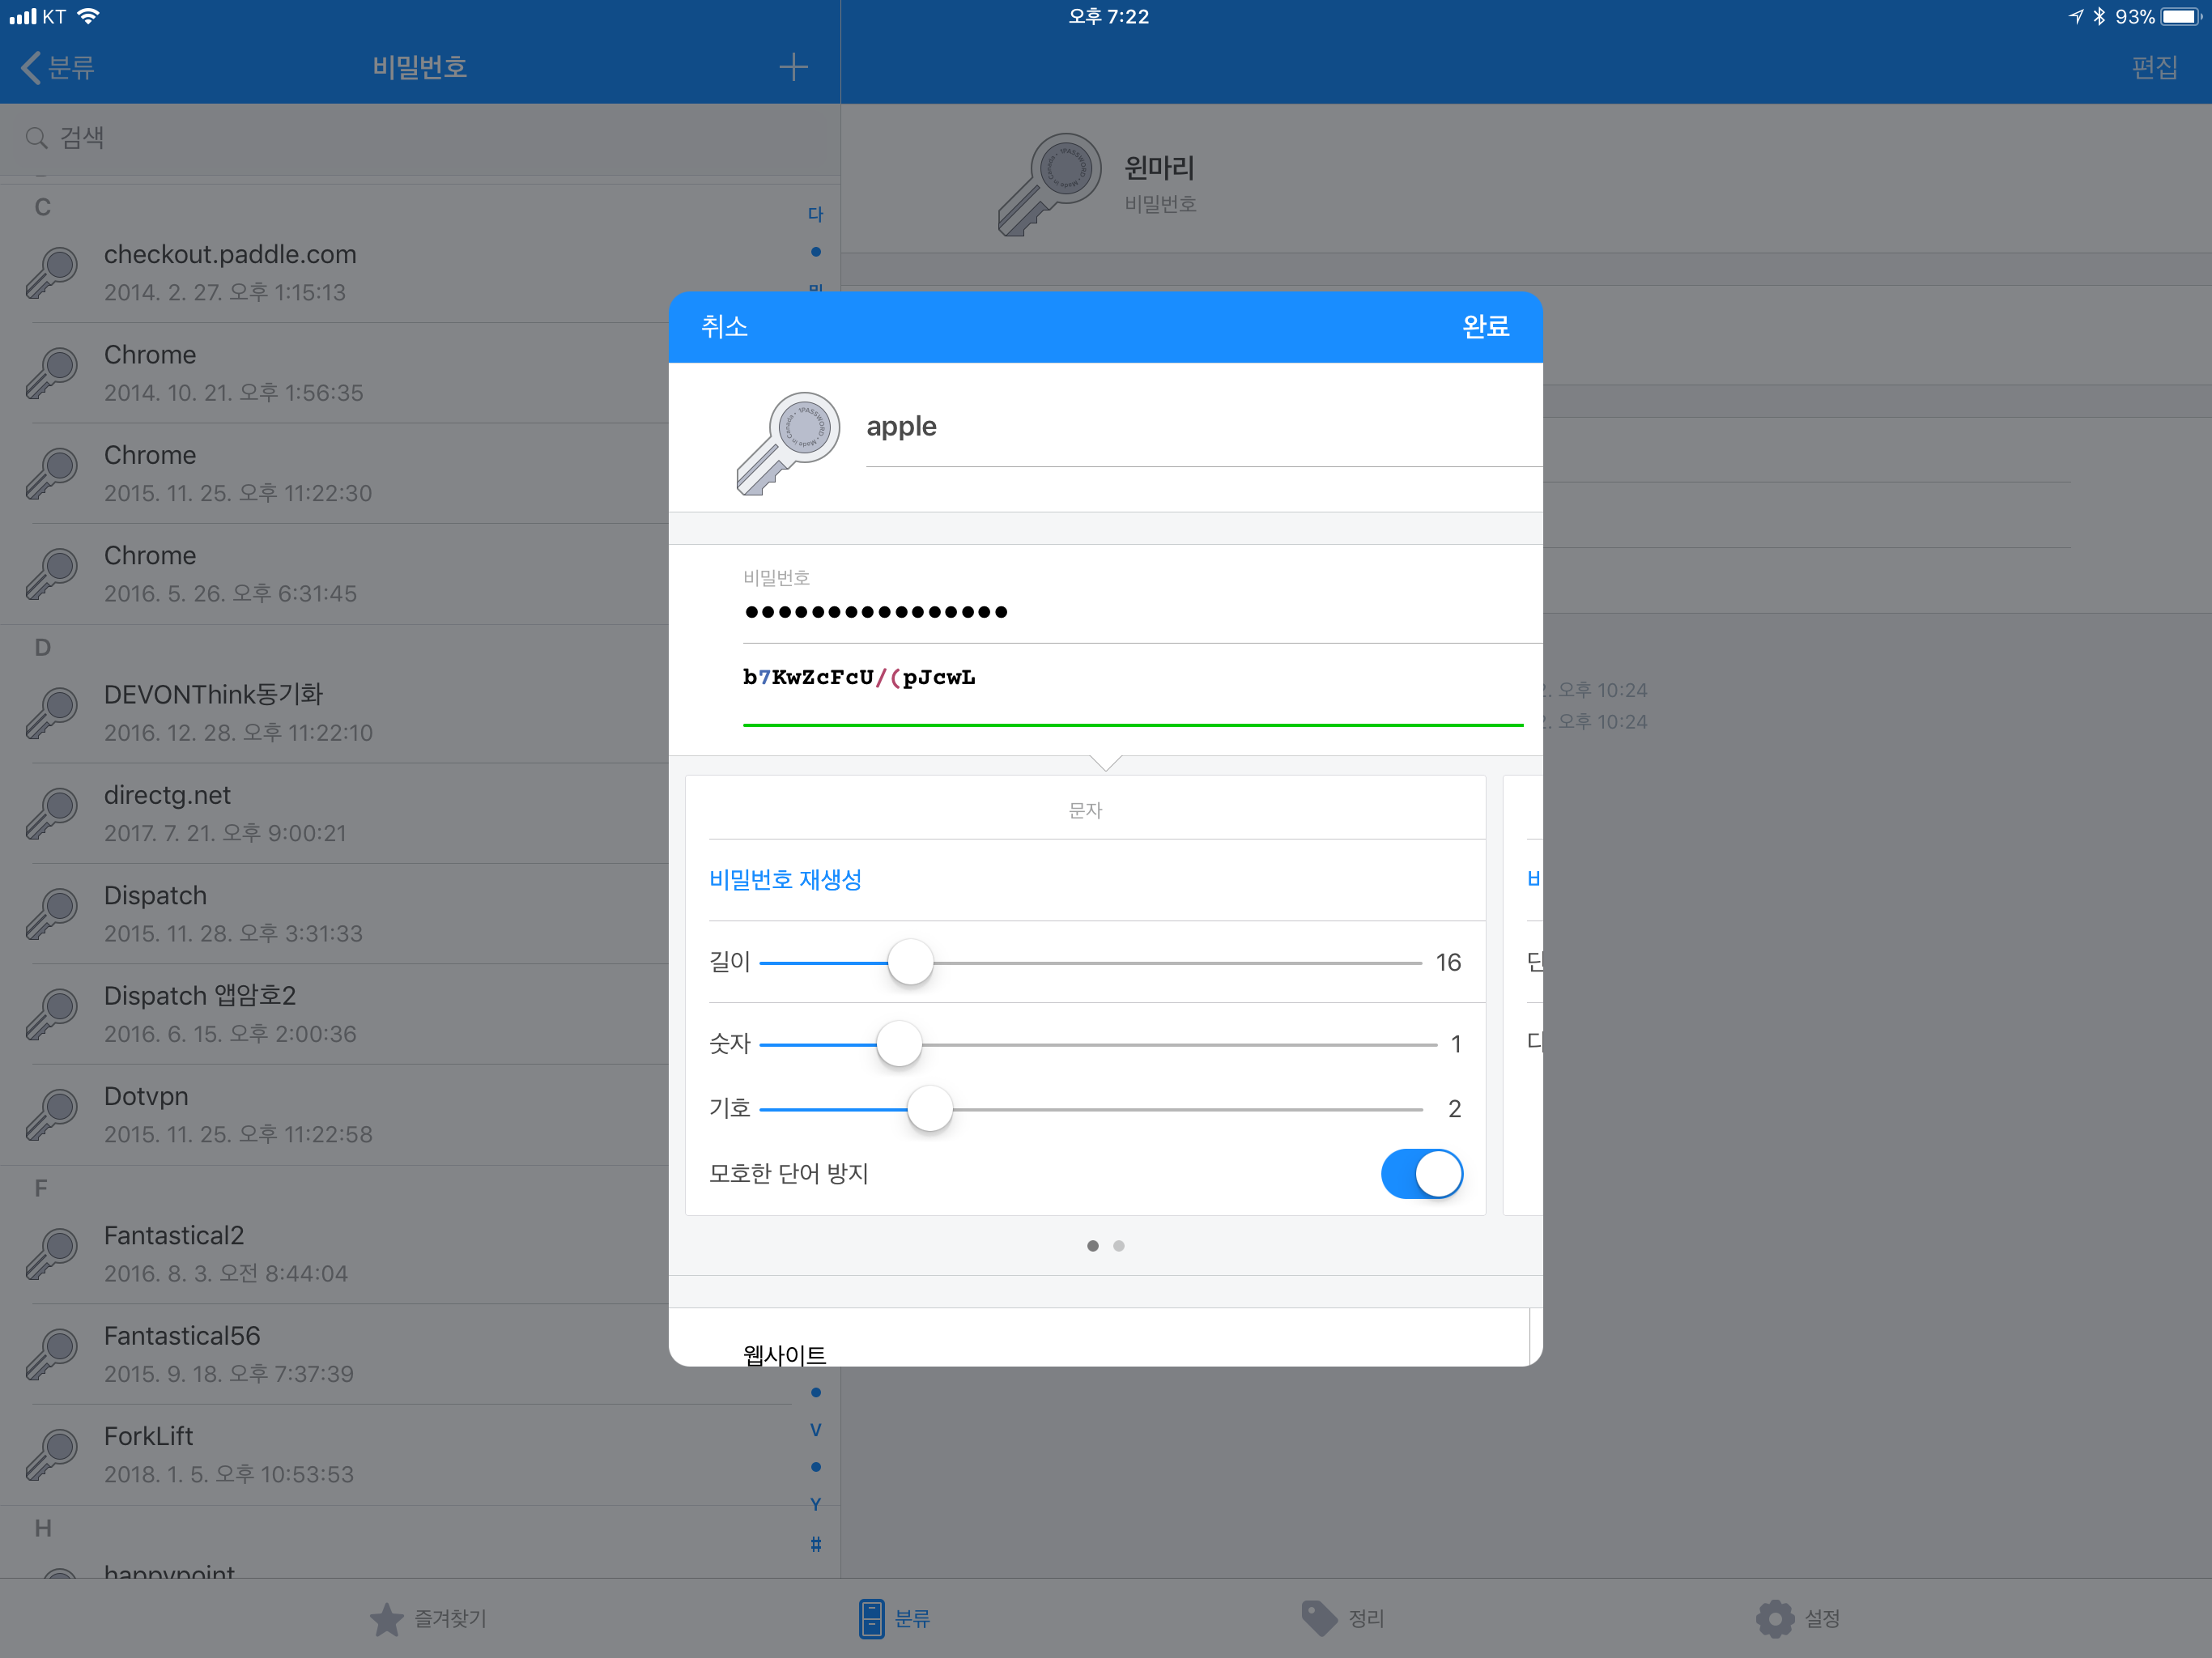 KT
오후 7:22
93%
분류
비밀번호
편집
검색
C
checkout.paddle.com
2014. 2. 27. 오후 1:15:13
Chrome
2014. 10. 21. 오후 1:56:35
Chrome
2015. 11. 25. 오후 11:22:30
Chrome
2016. 5. 26. 오후 6:31:45
D
DEVONThink동기화
2016. 12. 28. 오후 11:22:10
directg.net
2017. 7. 21. 오후 9:00:21
Dispatch
2015. 11. 28. 오후 3:31:33
Dispatch 앱암호2
2016. 6. 15. 오후 2:00:36
Dotvpn
2015. 11. 25. 오후 11:22:58
F
Fantastical2
2016. 8. 3. 오전 8:44:04
Fantastical56
2015. 9. 18. 오후 7:37:39
ForkLift
2018. 1. 5. 오후 10:53:53
H
happypoint
다
V
Y
#
1PASSWORD • Made in Canada •
윈마리
비밀번호
취소
완료
1PASSWORD • Made in Canada •
apple
비밀번호
●●●●●●●●●●●●●●●●
b7KwZcFcU/(pJcwL
2. 오후 10:24
2. 오후 10:24
문자
비밀번호 재생성
길이 16
숫자 1
기호 2
모호한 단어 방지
웹사이트
즐겨찾기
분류
정리
설정